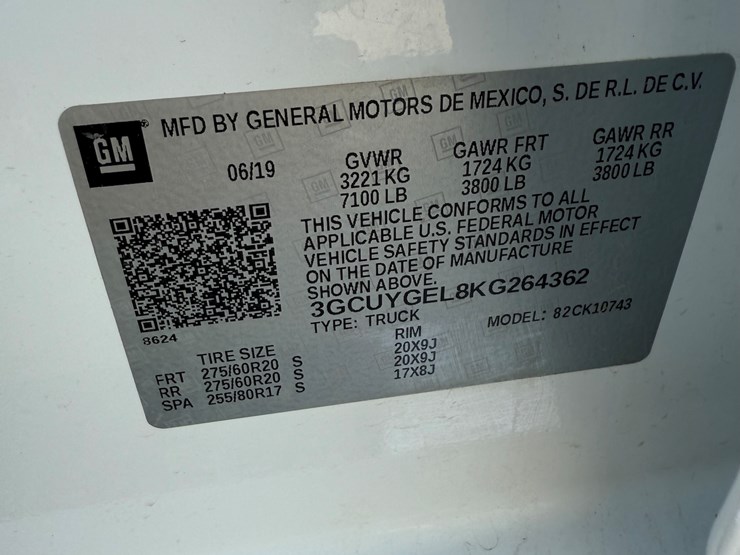 GM® MFD BY GENERAL MOTORS DE MEXICO, S. DE R.L. DE C.V.
06/19 GVWR GAWR FRT GAWR RR
3221 KG 1724 KG 1724 KG
7100 LB 3800 LB 3800 LB
THIS VEHICLE CONFORMS TO ALL
APPLICABLE U.S. FEDERAL MOTOR
VEHICLE SAFETY STANDARDS IN EFFECT
ON THE DATE OF MANUFACTURE
SHOWN ABOVE.
3GCUYGEL8KG264362
TYPE: TRUCK MODEL: 82CK10743
8624
TIRE SIZE RIM
FRT 275/60R20 S 20X9J
RR 275/60R20 S 20X9J
SPA 255/80R17 S 17X8J